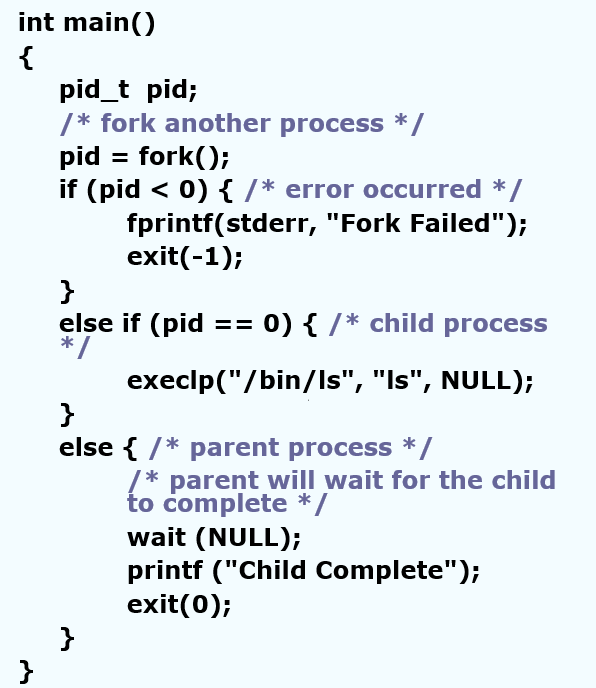 int main()
{
pid_t  pid;
/* fork another process */
pid = fork();
if (pid < 0) { /* error occurred */
fprintf(stderr, "Fork Failed");
exit(-1);
}
else if (pid == 0) { /* child process
*/
execlp("/bin/ls", "ls", NULL);
}
else { /* parent process */
/* parent will wait for the child
to complete */
wait (NULL);
printf ("Child Complete");
exit(0);
}
}